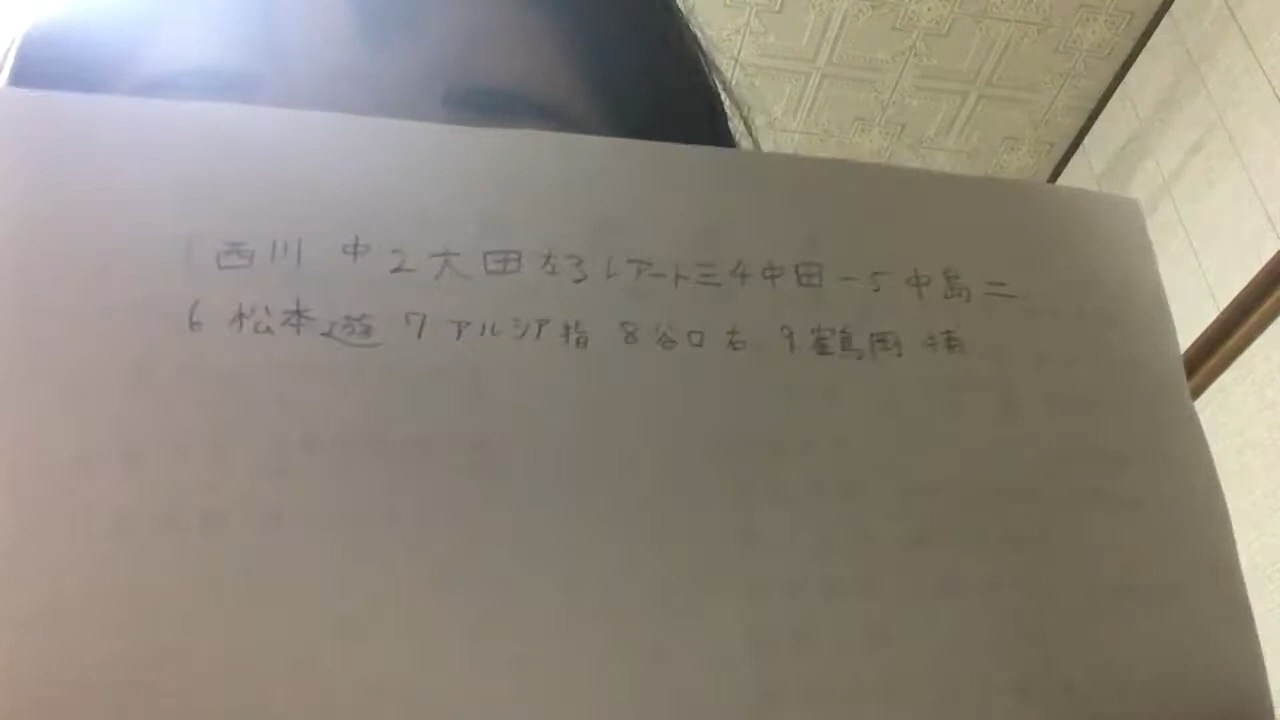 1 西川 中 2 太田 左 3 レアード 三 4 中田 一 5 中島 二
6 松本 遊 7 アルシア 指 8 谷口 右 9 鶴岡 捕